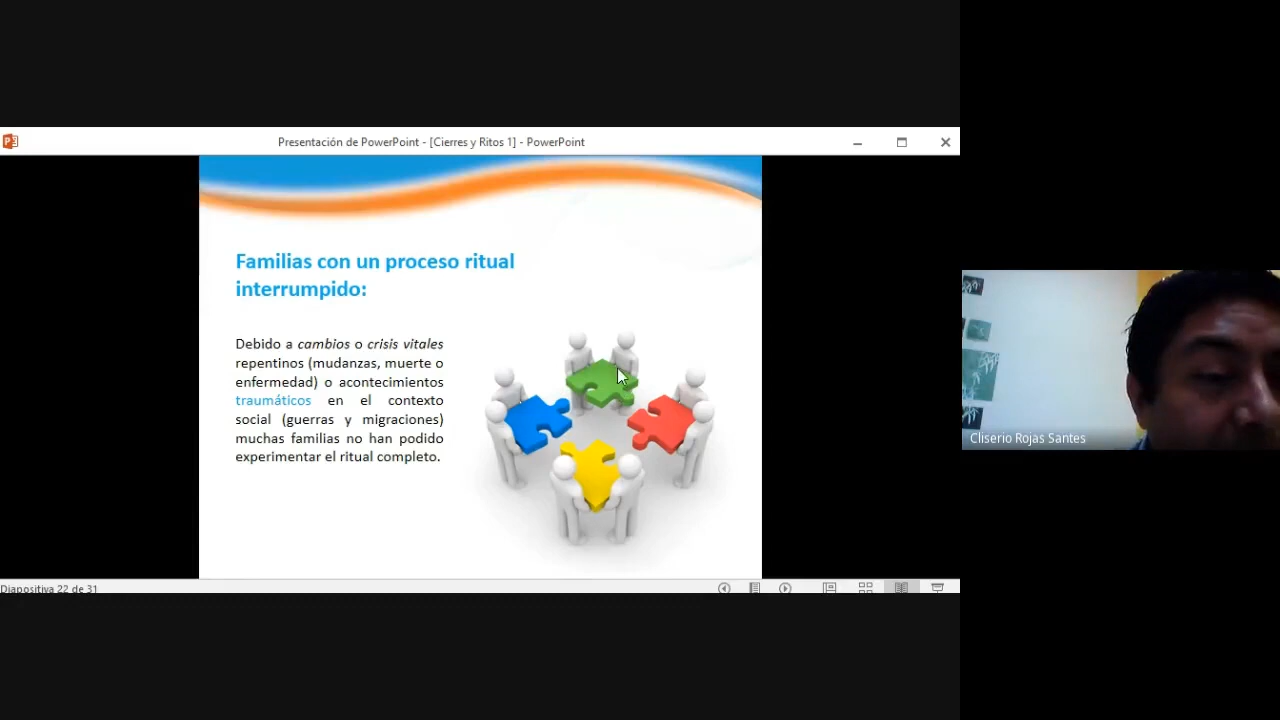 Presentación de PowerPoint - [Cierres y Ritos 1] - PowerPoint
Familias con un proceso ritual
interrumpido:
Debido a cambios o crisis vitales
repentinos (mudanzas, muerte o
enfermedad) o acontecimientos
traumáticos en el contexto
social (guerras y migraciones)
muchas familias no han podido
experimentar el ritual completo.
Cliserio Rojas Santes
Diapositiva 22 de 31